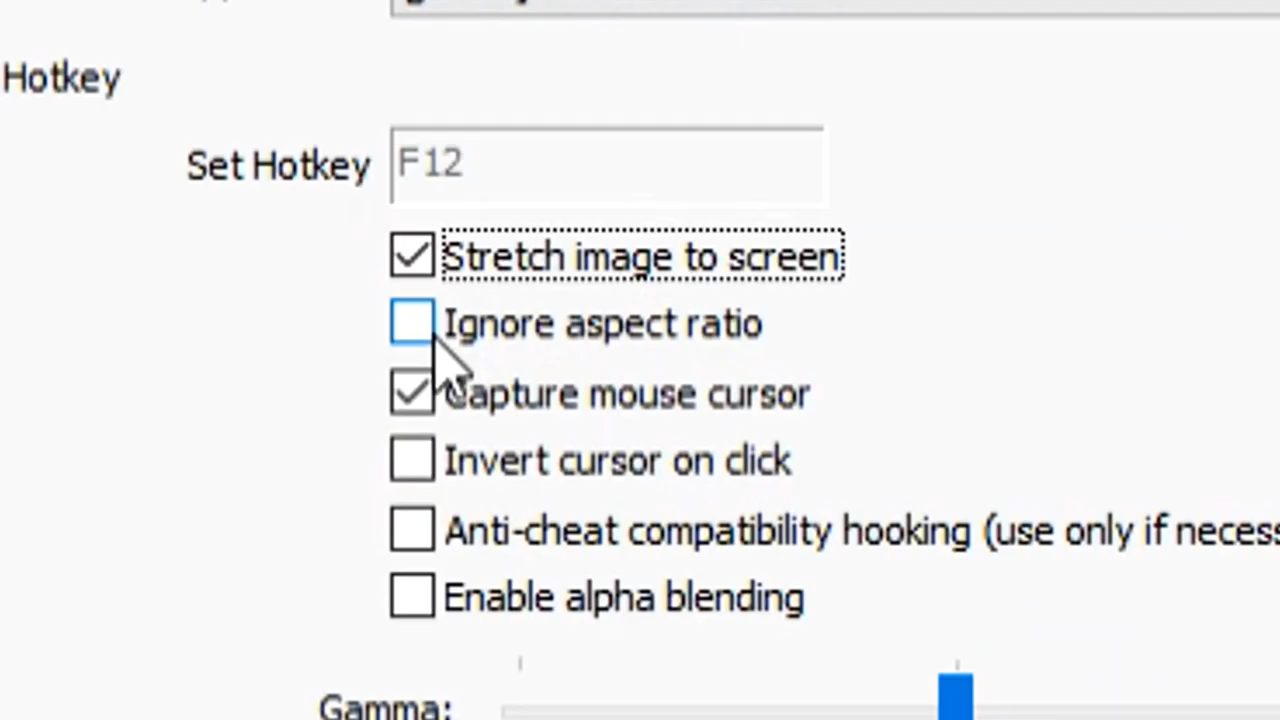 Hotkey
Set Hotkey F12
Stretch image to screen
Ignore aspect ratio
Capture mouse cursor
Invert cursor on click
Anti-cheat compatibility hooking (use only if necess
Enable alpha blending
Gamma: